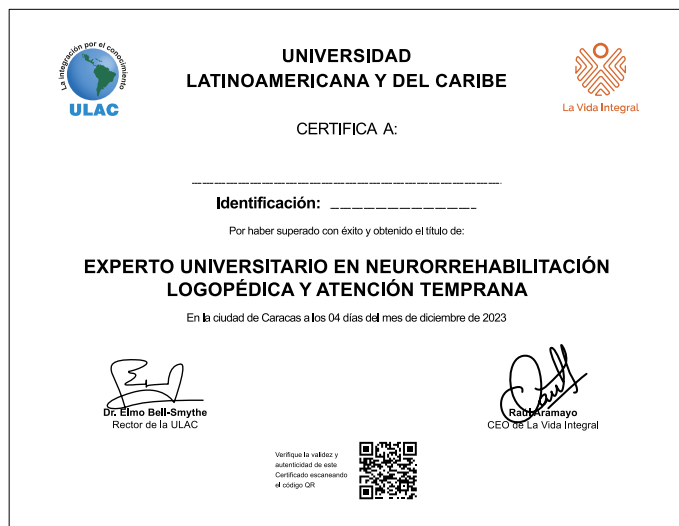 La integración por el conocimiento
ULAC
UNIVERSIDAD
LATINOAMERICANA Y DEL CARIBE
La Vida Integral
CERTIFICA A:
Identificación:
Por haber superado con éxito y obtenido el título de:
EXPERTO UNIVERSITARIO EN NEURORREHABILITACIÓN
LOGOPÉDICA Y ATENCIÓN TEMPRANA
En la ciudad de Caracas a los 04 días del mes de diciembre de 2023
Dr. Elmo Bell-Smythe
Rector de la ULAC
Raúl Aramayo
CEO de La Vida Integral
Verifique la validez y
autenticidad de este
Certificado escaneando
el código QR